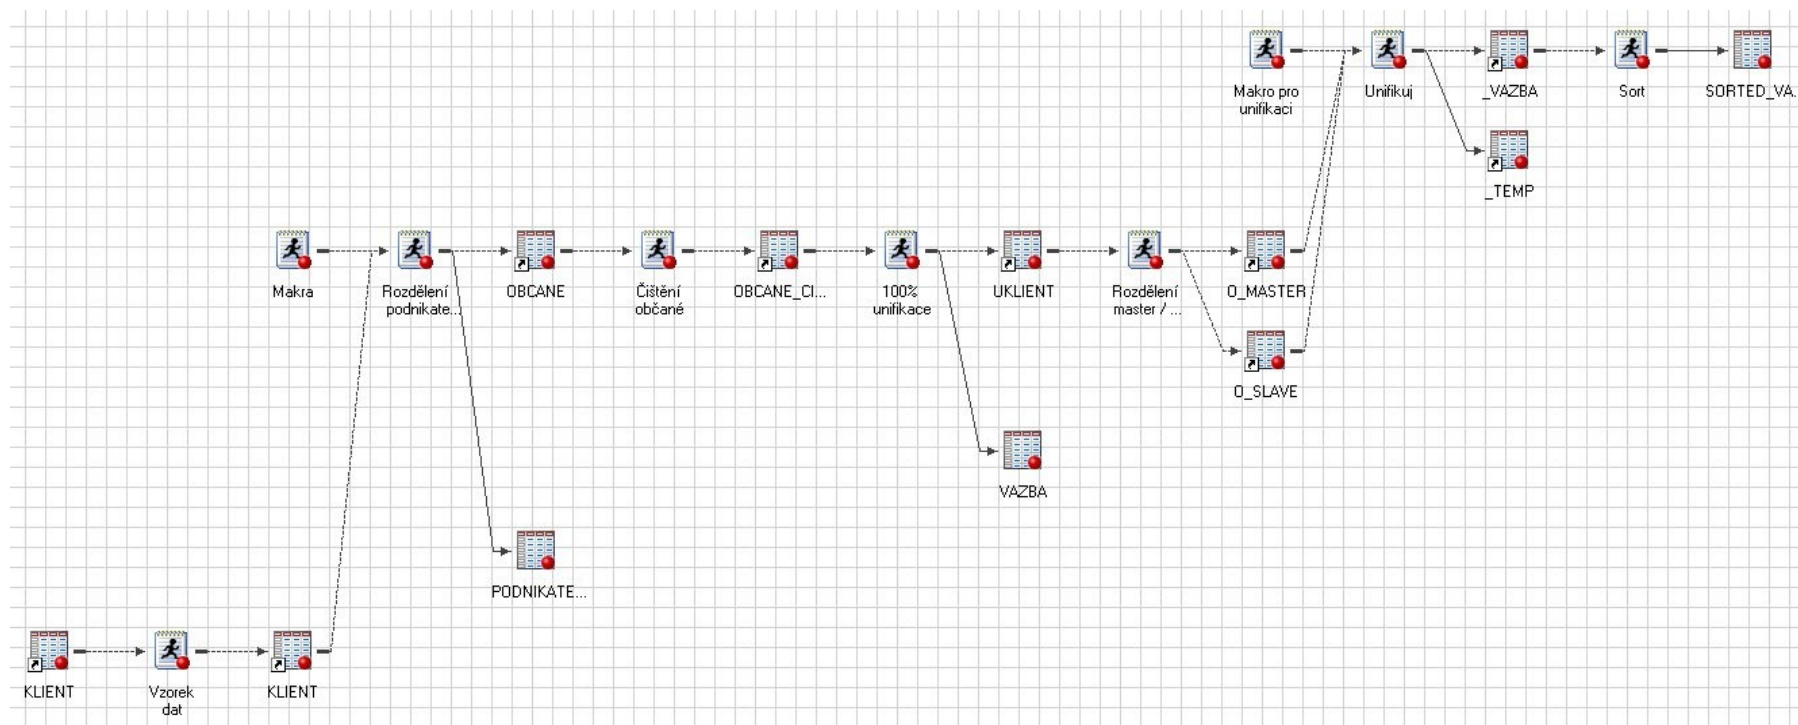 Makro pro
unifikaci
Unifikuj
_VAZBA
Sort
SORTED_VA.
_TEMP
Makra
Rozdělení
podnikate...
OBCANE
Čištění
občané
OBCANE_CI...
100%
unifikace
UKLIENT
Rozdělení
master / ...
O_MASTER
O_SLAVE
VAZBA
PODNIKATE...
KLIENT
Vzorek
dat
KLIENT